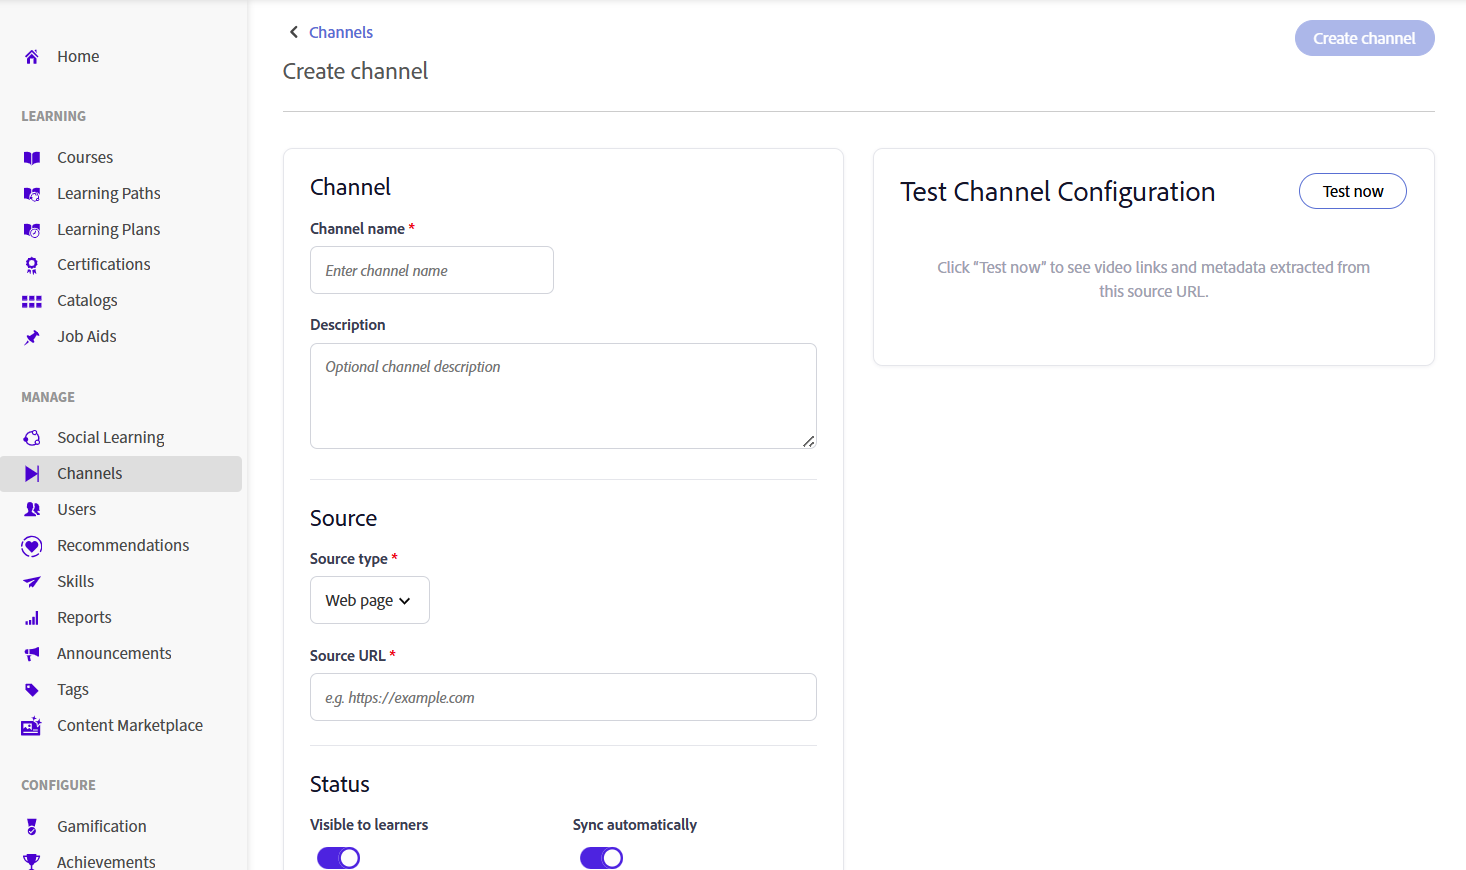 Home
LEARNING
Courses
Learning Paths
Learning Plans
Certifications
Catalogs
Job Aids
MANAGE
Social Learning
Channels
Users
Recommendations
Skills
Reports
Announcements
Tags
Content Marketplace
CONFIGURE
Gamification
Achievements
Channels
Create channel
Create channel
Channel
Channel name *
Enter channel name
Description
Optional channel description
Source
Source type *
Web page
Source URL *
e.g. https://example.com
Status
Visible to learners
Sync automatically
Test Channel Configuration
Test now
Click “Test now” to see video links and metadata extracted from
this source URL.